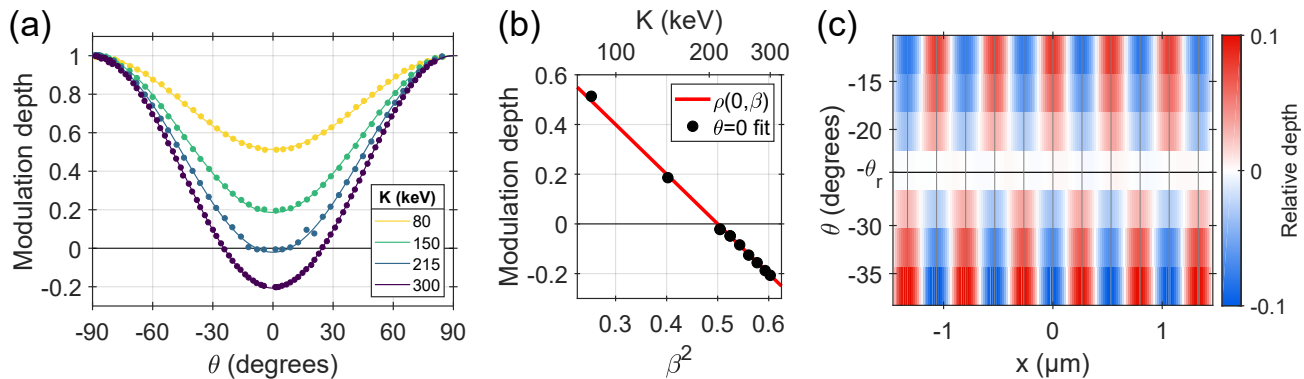 (a)
Modulation depth
1
0.8
0.6
0.4
0.2
0
-0.2
-90
-60
-30
0
30
60
90
θ (degrees)
K (keV)
80
150
215
300
(b)
K (keV)
100
200
300
Modulation depth
0.6
0.4
0.2
0
-0.2
0.3
0.4
0.5
0.6
β²
ρ(0,β)
θ=0 fit
(c)
θ (degrees)
-15
-20
-θr
-30
-35
-1
0
1
x (μm)
0.1
0
-0.1
Relative depth